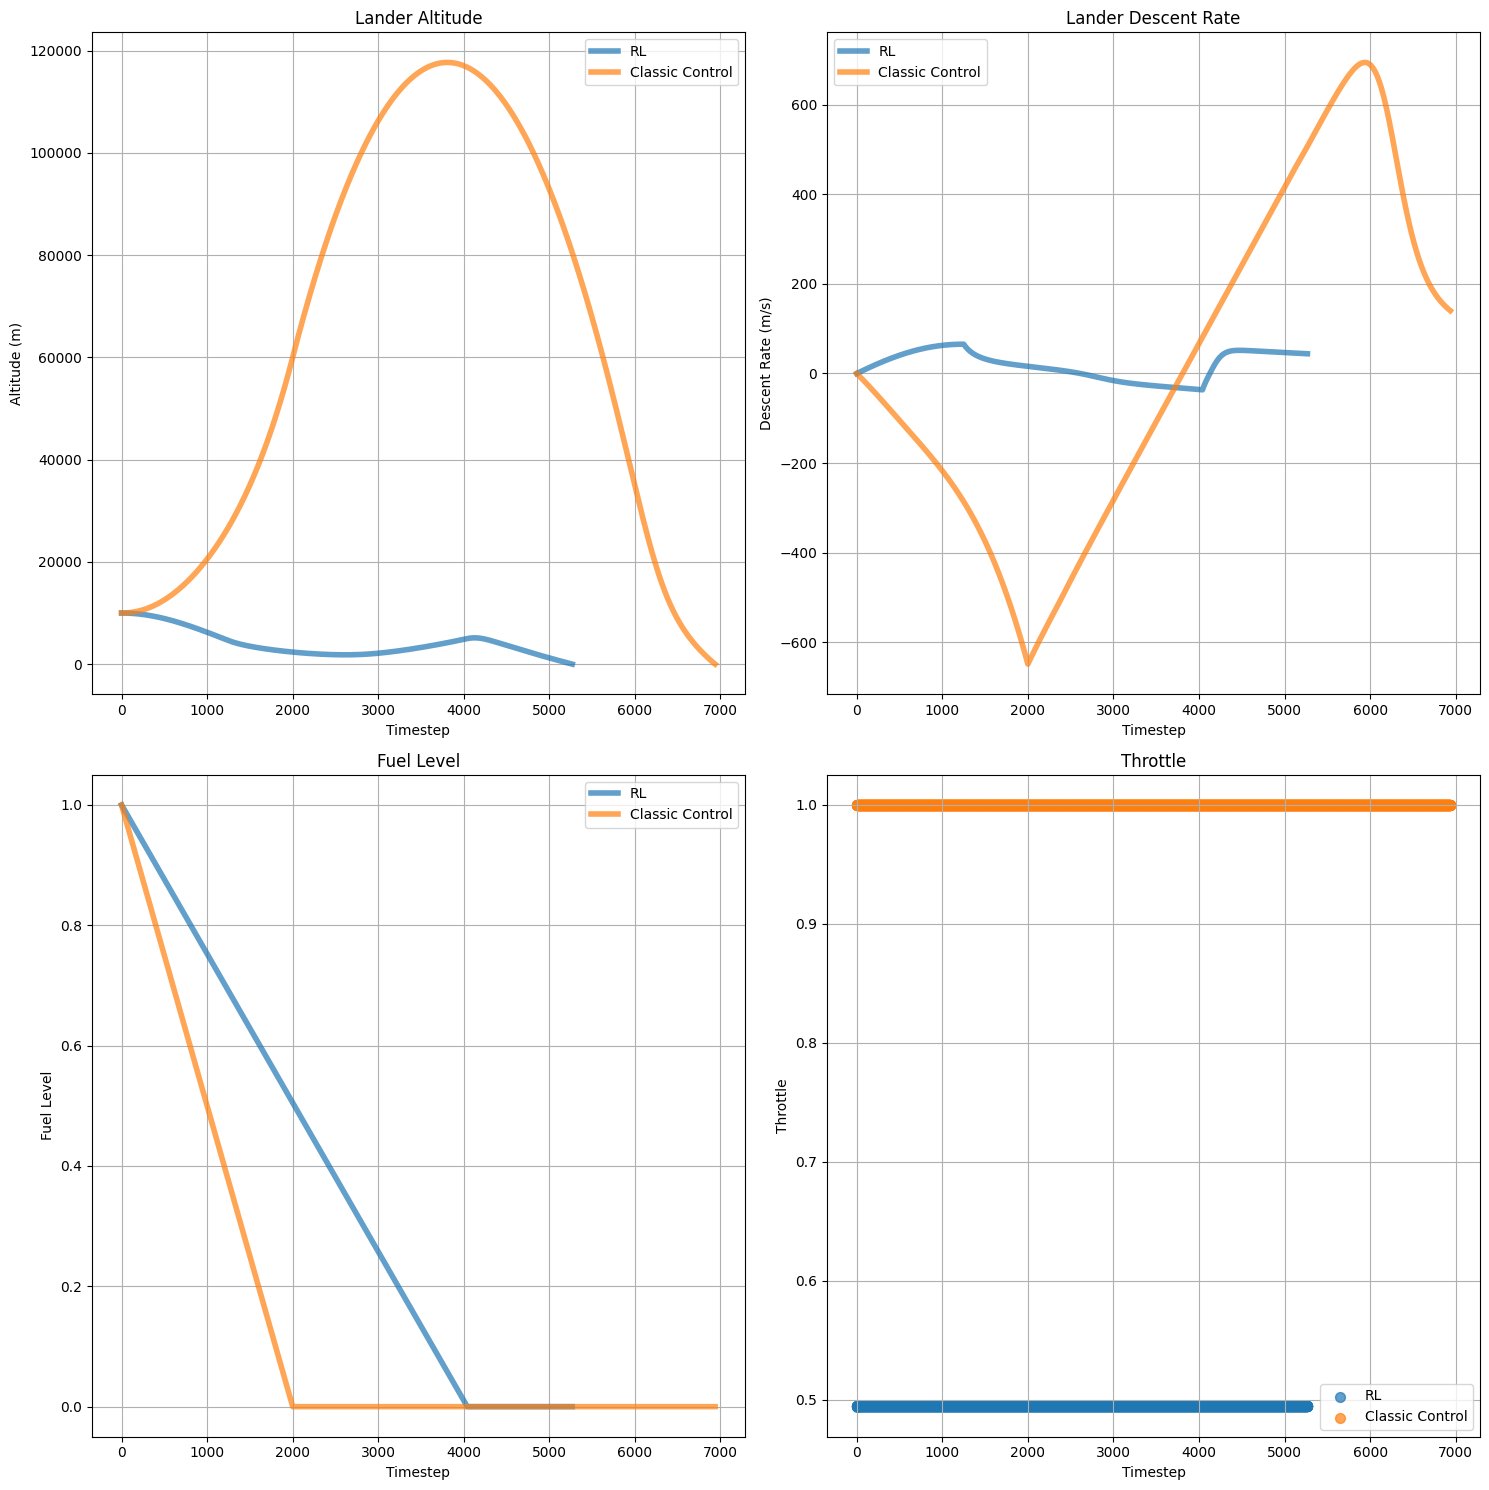 Lander Altitude
RL
Classic Control
120000
100000
80000
60000
40000
20000
0
Altitude (m)
0 1000 2000 3000 4000 5000 6000 7000
Timestep
Lander Descent Rate
RL
Classic Control
600
400
200
0
−200
−400
−600
Descent Rate (m/s)
0 1000 2000 3000 4000 5000 6000 7000
Timestep
Fuel Level
RL
Classic Control
1.0
0.8
0.6
0.4
0.2
0.0
Fuel Level
0 1000 2000 3000 4000 5000 6000 7000
Timestep
Throttle
1.0
0.9
0.8
0.7
0.6
0.5
Throttle
RL
Classic Control
0 1000 2000 3000 4000 5000 6000 7000
Timestep